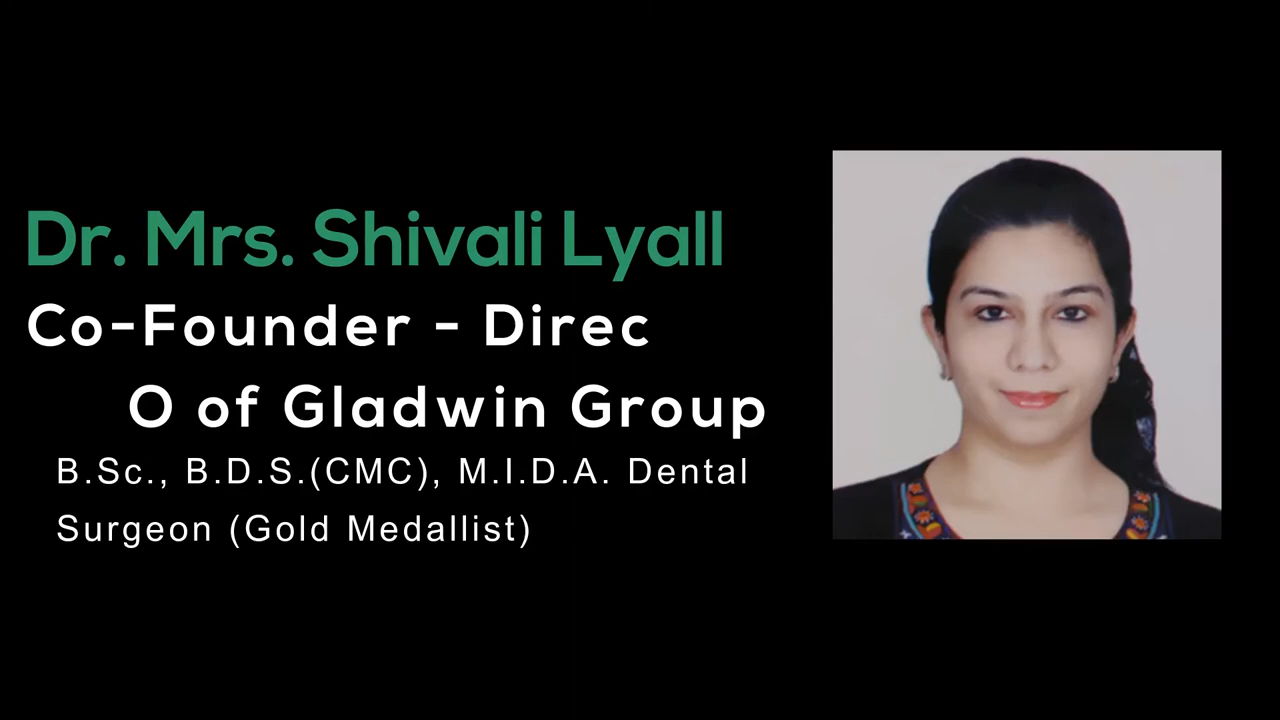 Dr. Mrs. Shivali Lyall
Co-Founder - Direc
O of Gladwin Group
B.Sc., B.D.S.(CMC), M.I.D.A. Dental
Surgeon (Gold Medallist)